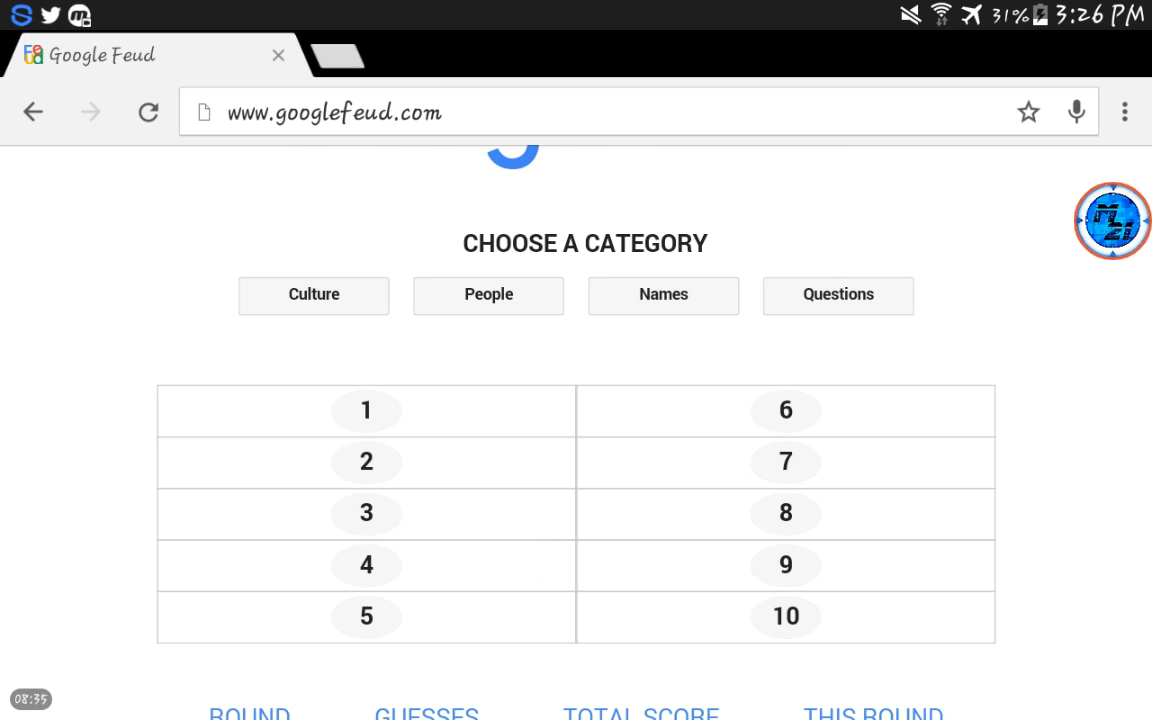 31% 3:26 PM
Google Feud
www.googlefeud.com
CHOOSE A CATEGORY
Culture People Names Questions
1 6
2 7
3 8
4 9
5 10
08:35
ROUND GUESSES TOTAL SCORE THIS ROUND